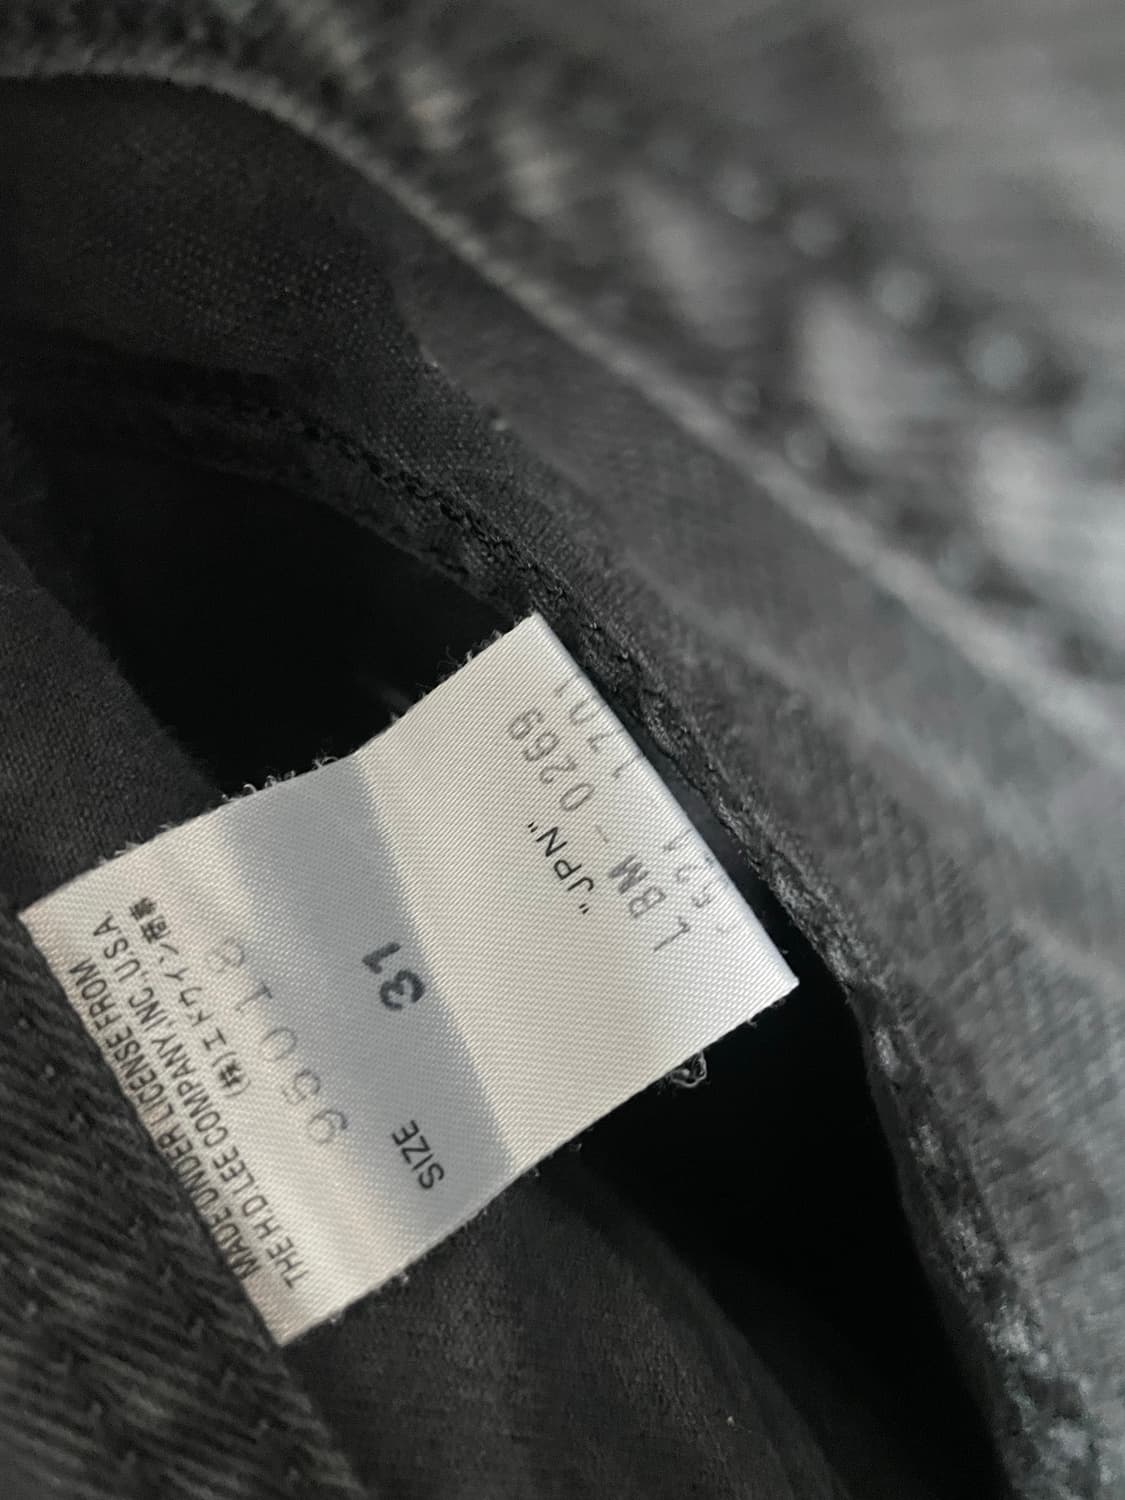 "JPN"
LBM-0269
SIZE 31
95018
(株)エドウイン商事
MADE UNDER LICENSE FROM
THE H.D LEE COMPANY,INC,U.S.A